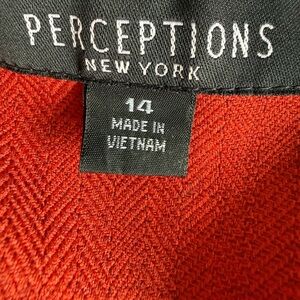 PERCEPTIONS
NEW YORK
14
MADE IN
VIETNAM